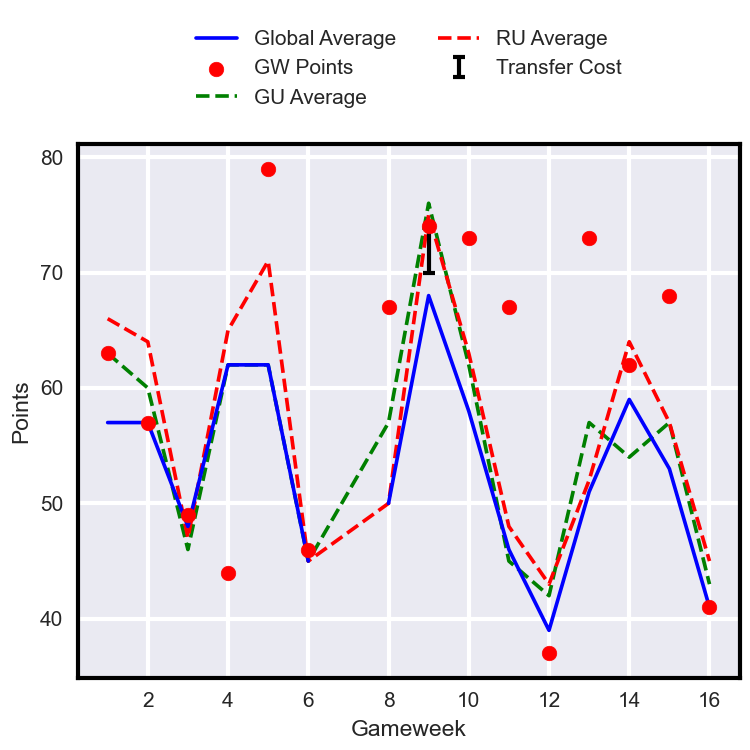 Global Average
GW Points
GU Average
RU Average
Transfer Cost
80
70
60
50
40
Points
2 4 6 8 10 12 14 16
Gameweek